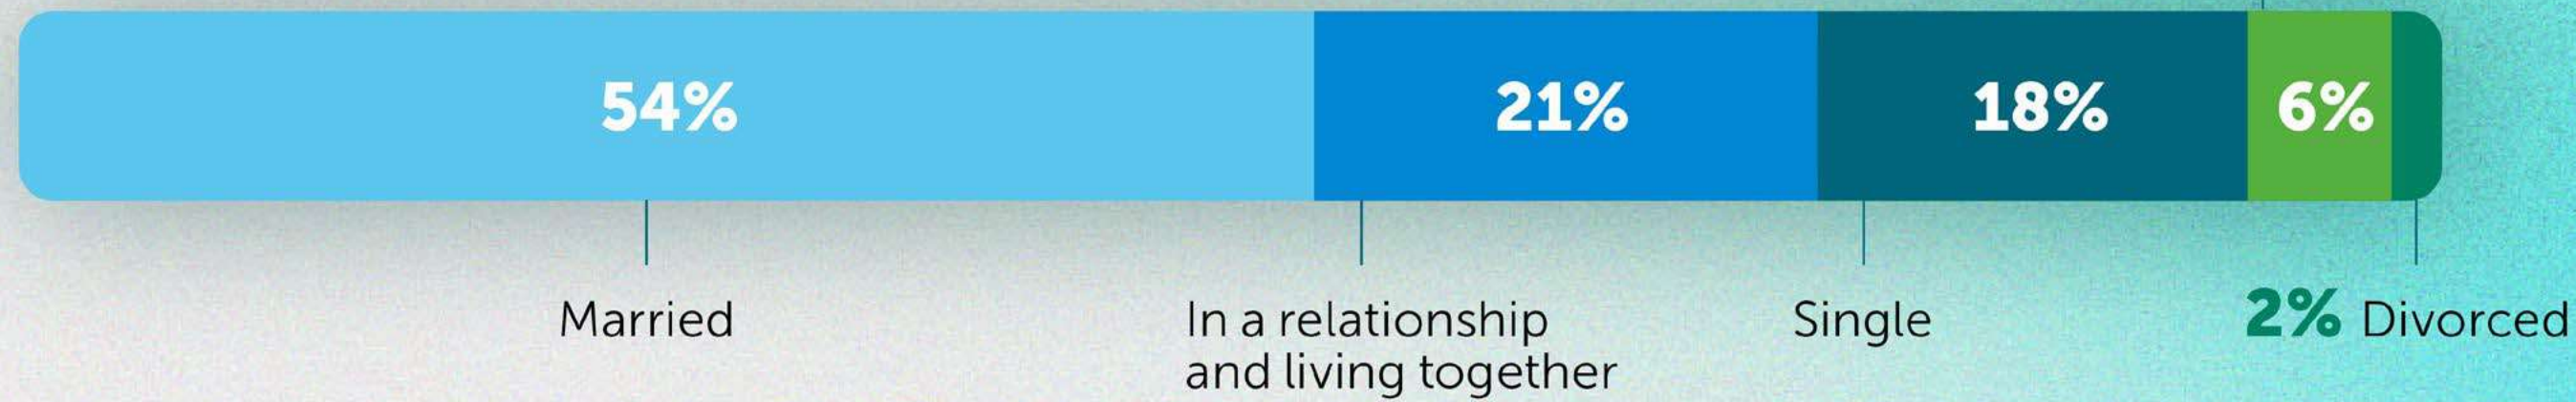 54%
21%
18%
6%
Married
In a relationship
and living together
Single
2% Divorced